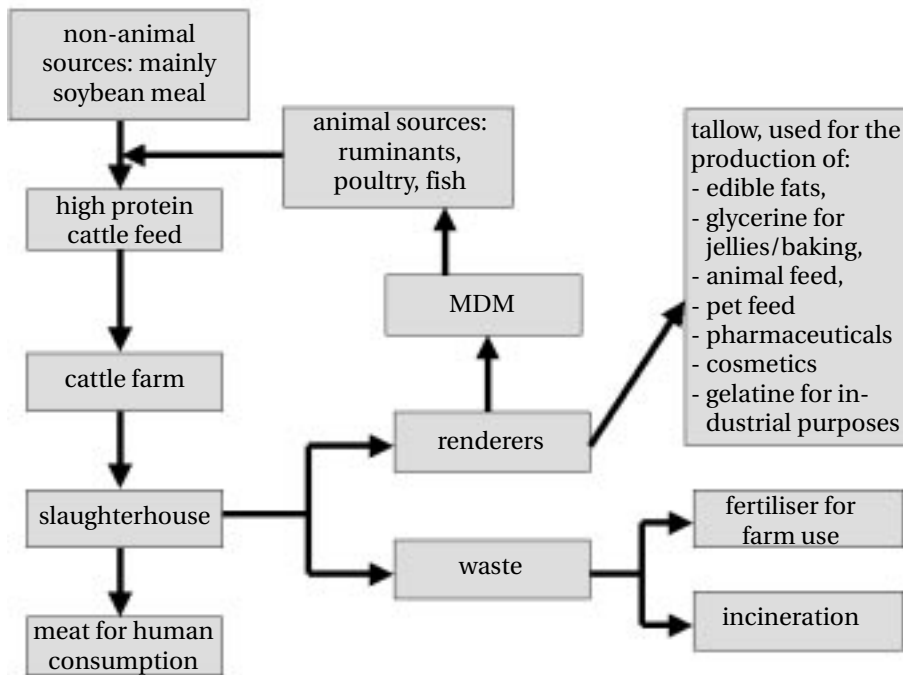 non-animal
sources: mainly
soybean meal
animal sources:
ruminants,
poultry, fish
tallow, used for the
production of:
- edible fats,
- glycerine for
jellies/baking,
- animal feed,
- pet feed
- pharmaceuticals
- cosmetics
- gelatine for in-
dustrial purposes
high protein
cattle feed
MDM
cattle farm
renderers
slaughterhouse
waste
fertiliser for
farm use
incineration
meat for human
consumption